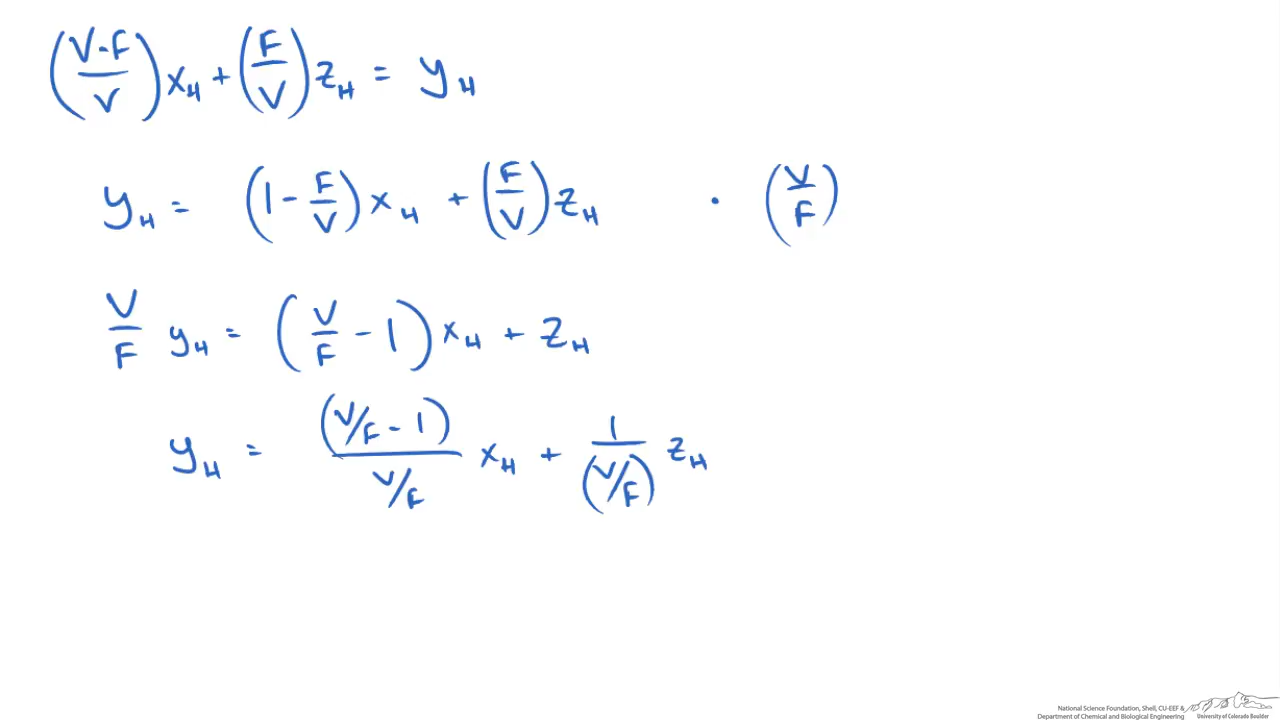 (V-F/V) x_H + (F/V) z_H = y_H
y_H = (1 - F/V) x_H + (F/V) z_H · (V/F)
V/F y_H = (V/F - 1) x_H + z_H
y_H = (V/F - 1)/(V/F) x_H + 1/(V/F) z_H
National Science Foundation, Shell, CU-EEF &
Department of Chemical and Biological Engineering University of Colorado Boulder